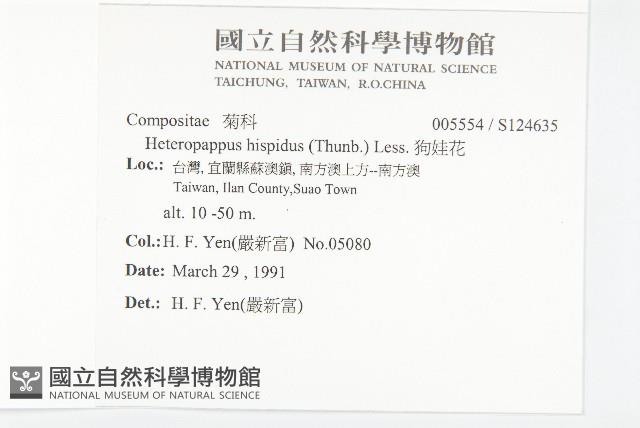 國立自然科學博物館
NATIONAL MUSEUM OF NATURAL SCIENCE
TAICHUNG, TAIWAN, R.O.CHINA
Compositae 菊科 005554 / S124635
Heteropappus hispidus (Thunb.) Less. 狗娃花
Loc.: 台灣, 宜蘭縣蘇澳鎮, 南方澳上方--南方澳
Taiwan, Ilan County,Suao Town
alt. 10 -50 m.
Col.: H. F. Yen(嚴新富) No.05080
Date: March 29 , 1991
Det.: H. F. Yen(嚴新富)
國立自然科學博物館
NATIONAL MUSEUM OF NATURAL SCIENCE